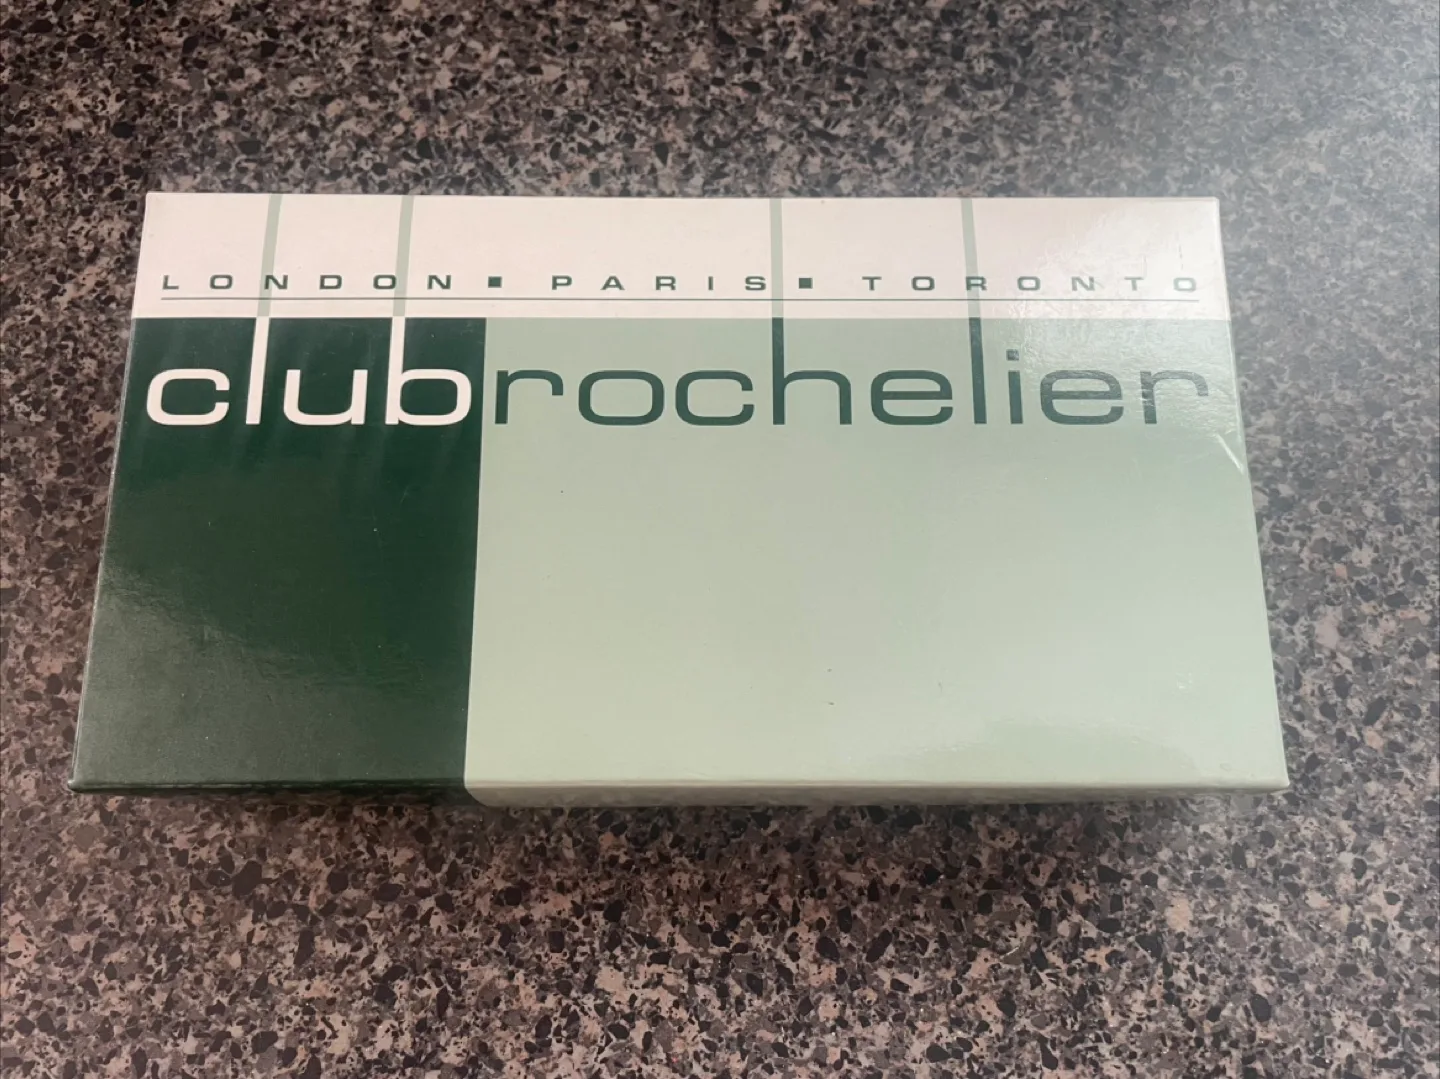 LONDON ■ PARIS ■ TORONTO
clubrochelier